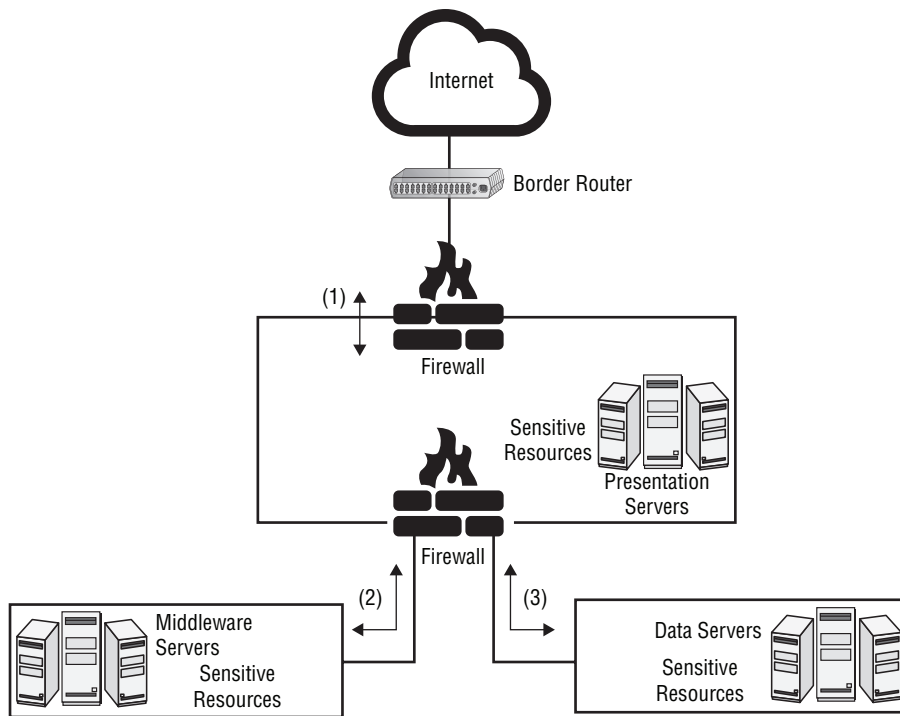 Internet
Border Router
(1)
Firewall
Sensitive
Resources
Presentation
Servers
Firewall
(2)
(3)
Middleware
Servers
Sensitive
Resources
Data Servers
Sensitive
Resources